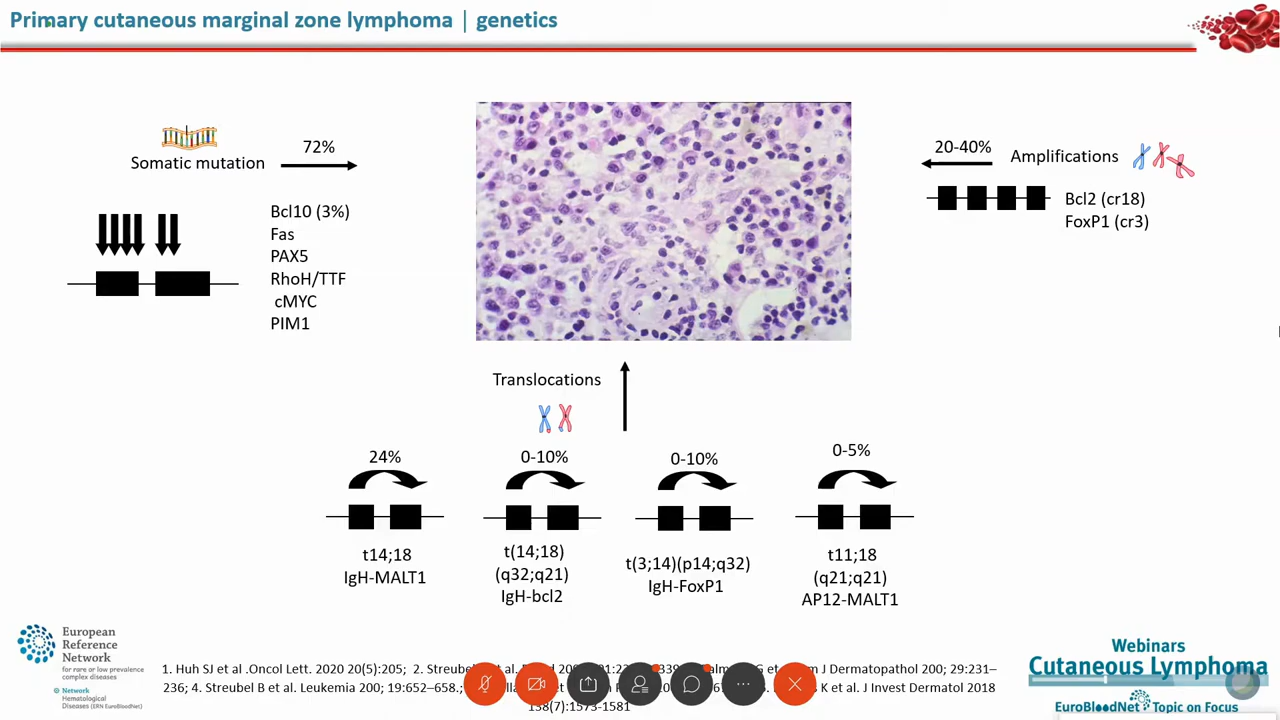 Primary cutaneous marginal zone lymphoma | genetics
Somatic mutation
72%
Bcl10 (3%)
Fas
PAX5
RhoH/TTF
cMYC
PIM1
20-40%
Amplifications
Bcl2 (cr18)
FoxP1 (cr3)
Translocations
24%
t14;18
IgH-MALT1
0-10%
t(14;18)
(q32;q21)
IgH-bcl2
0-10%
t(3;14)(p14;q32)
IgH-FoxP1
0-5%
t11;18
(q21;q21)
AP12-MALT1
European
Reference
Network
for rare or low prevalence
complex diseases
Network
Hematological
Diseases (ERN EuroBloodNet)
1. Huh SJ et al .Oncol Lett. 2020 20(5):205; 2. J Dermatopathol 200; 29:231–
236; 4. Streubel B et al. Leukemia 200; 19:652–658.; K et al. J Invest Dermatol 2018
138(7):1573-1581
Webinars
Cutaneous Lymphoma
EuroBloodNet Topic on Focus